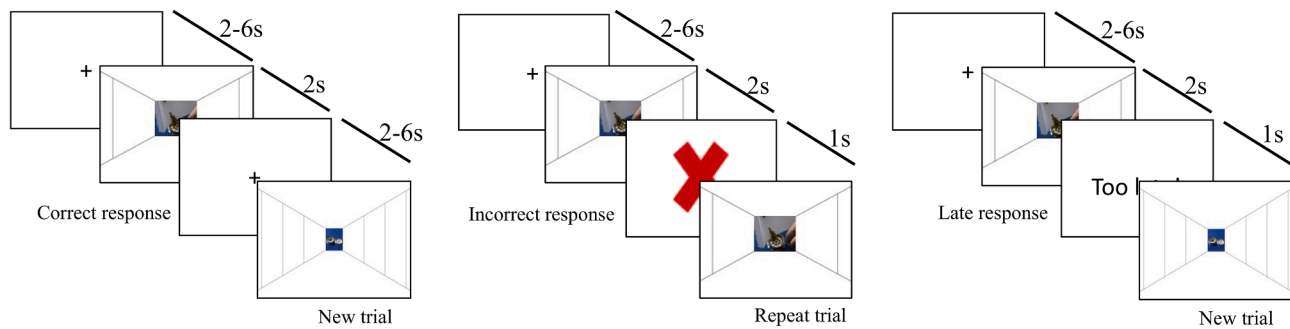 2-6s
2s
2-6s
+
+
Correct response
New trial
2-6s
2s
1s
+
Incorrect response
Repeat trial
2-6s
2s
1s
+
Too
Late response
New trial